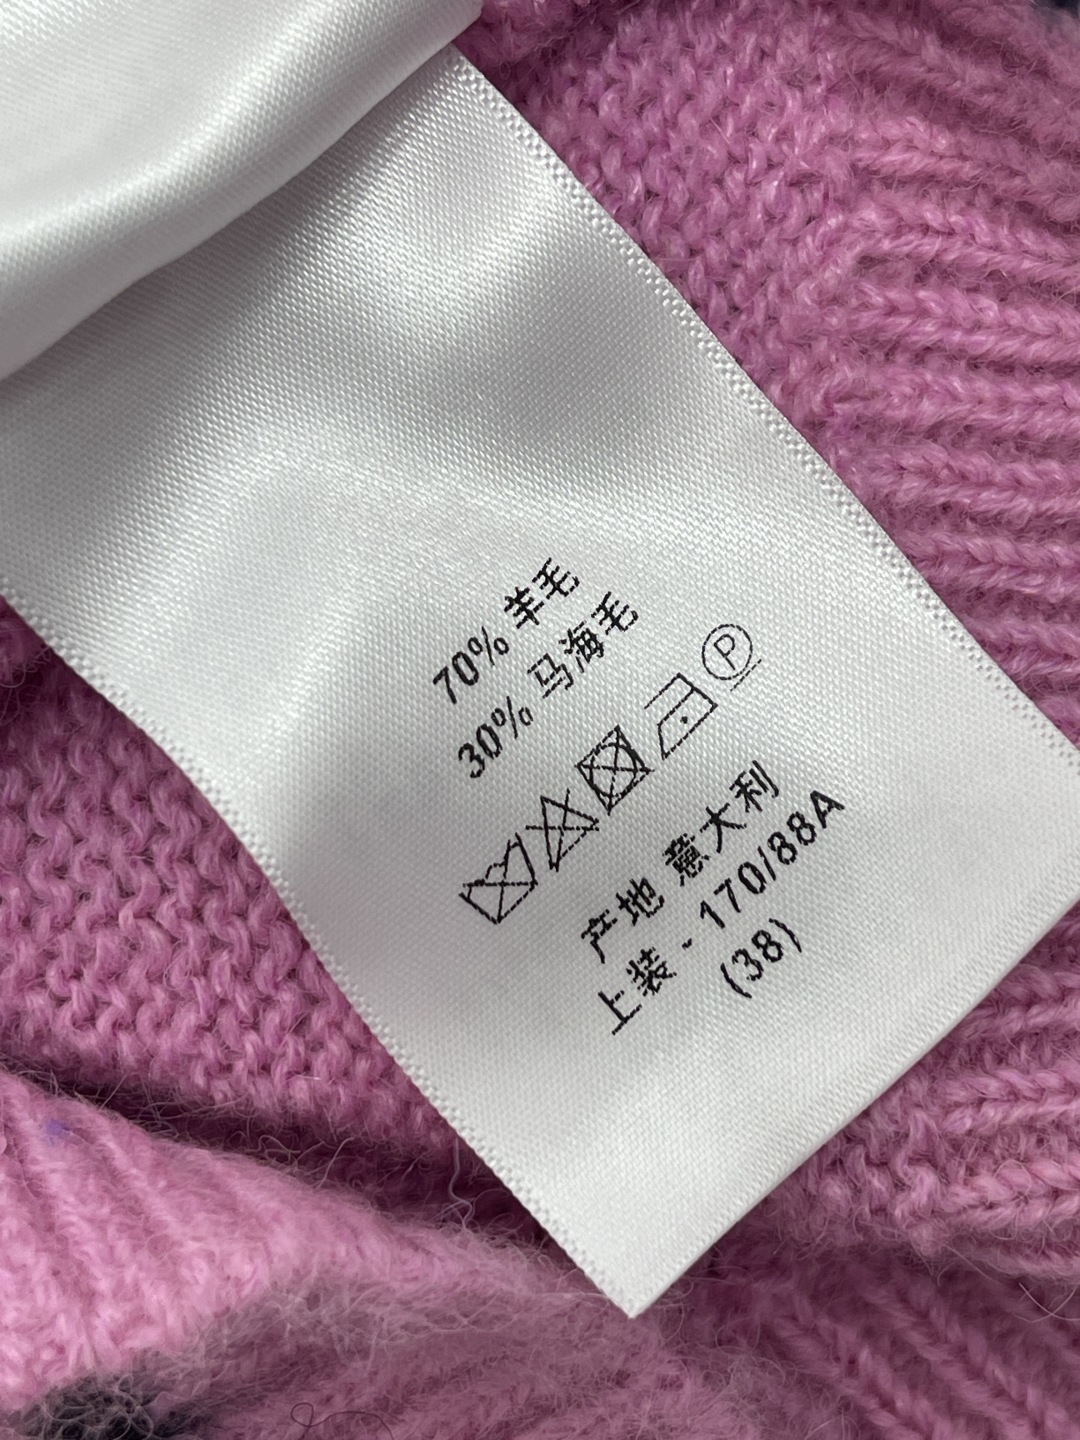 70% 羊毛
30% 马海毛
P
产地 意大利
上装 - 170/88A
(38)